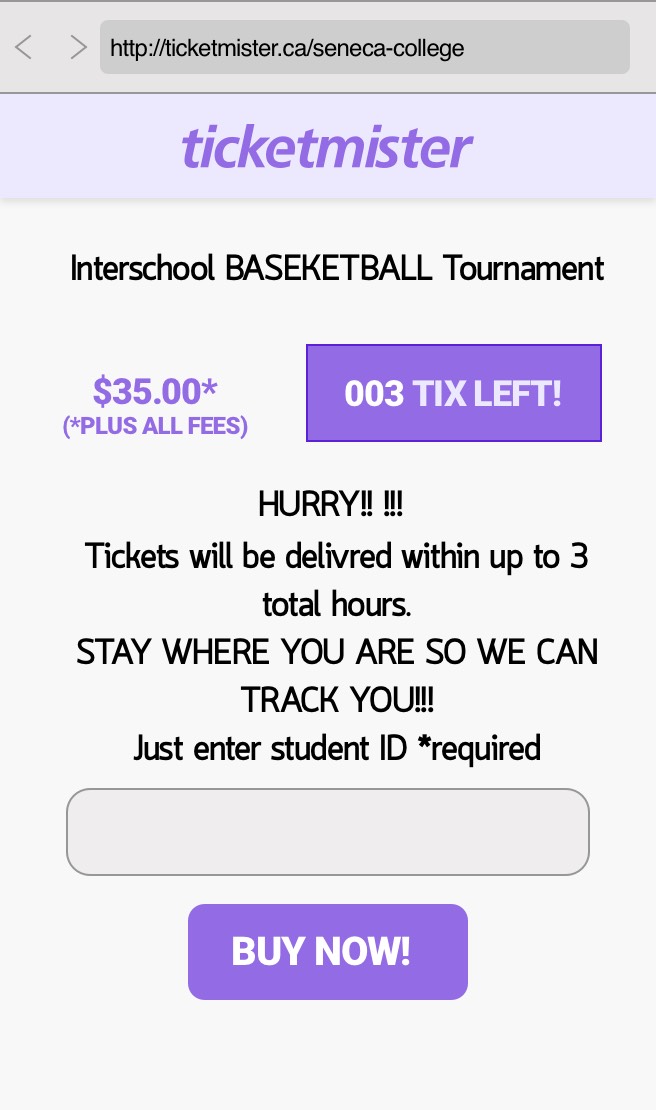 http://ticketmister.ca/seneca-college
ticketmister
Interschool BASEKETBALL Tournament
$35.00*
(*PLUS ALL FEES)
003 TIX LEFT!
HURRY!! !!!
Tickets will be delivred within up to 3
total hours.
STAY WHERE YOU ARE SO WE CAN
TRACK YOU!!!
Just enter student ID *required
BUY NOW!